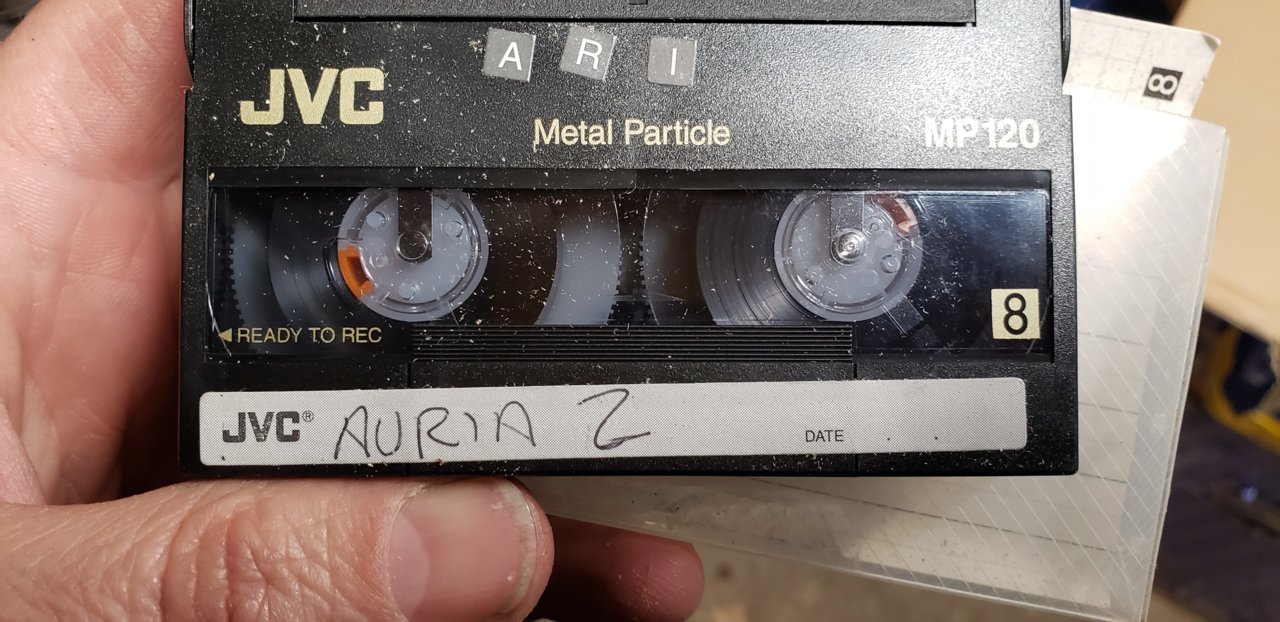 A R I
JVC
Metal Particle
MP120
◄ READY TO REC
8
JVC® AURIA 2
DATE . .
8